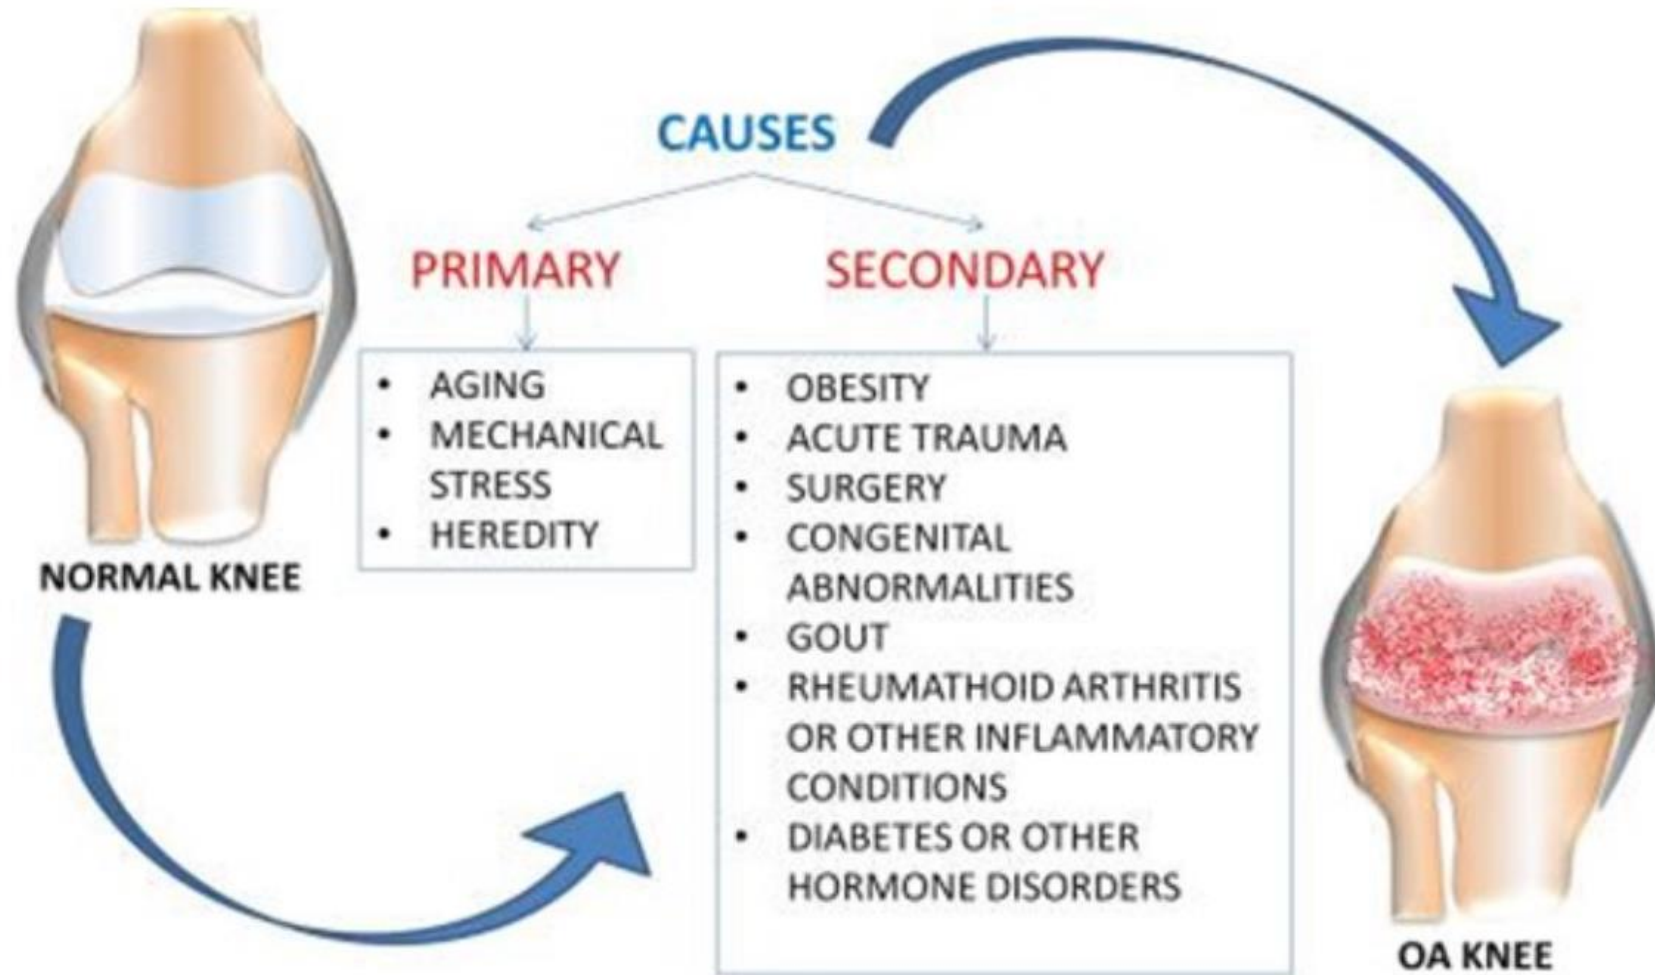 CAUSES
PRIMARY
SECONDARY
• AGING
• MECHANICAL
STRESS
• HEREDITY
NORMAL KNEE
• OBESITY
• ACUTE TRAUMA
• SURGERY
• CONGENITAL
ABNORMALITIES
• GOUT
• RHEUMATHOID ARTHRITIS
OR OTHER INFLAMMATORY
CONDITIONS
• DIABETES OR OTHER
HORMONE DISORDERS
OA KNEE